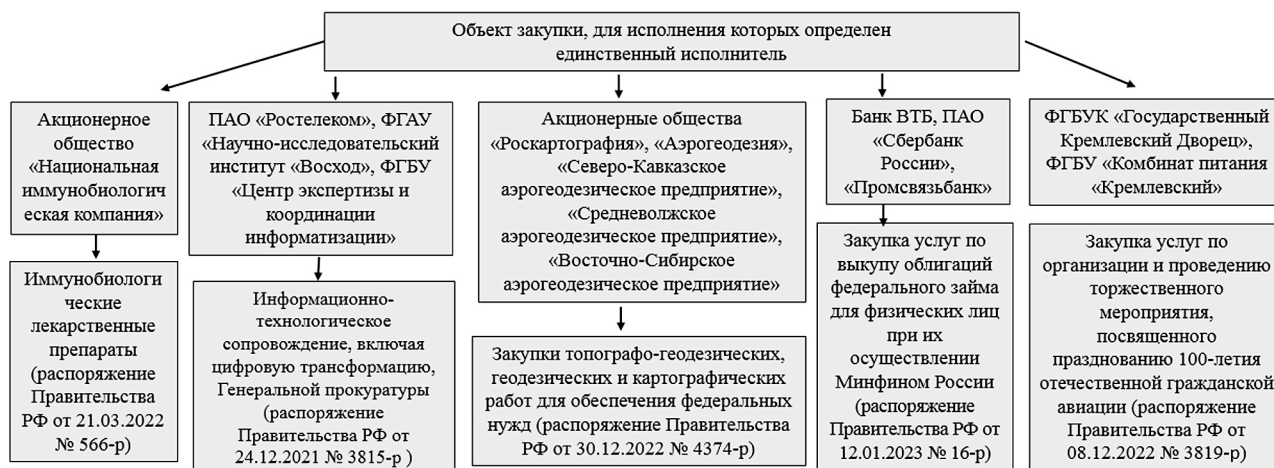 Объект закупки, для исполнения которых определен
единственный исполнитель
Акционерное
общество
«Национальная
иммунобиологич
еская компания»
Иммунобиологи
ческие
лекарственные
препараты
(распоряжение
Правительства
РФ от 21.03.2022
№ 566-р)
ПАО «Ростелеком», ФГАУ
«Научно-исследовательский
институт «Восход», ФГБУ
«Центр экспертизы и
координации
информатизации»
Информационно-
технологическое
сопровождение, включая
цифровую трансформацию,
Генеральной прокуратуры
(распоряжение
Правительства РФ от
24.12.2021 № 3815-р )
Акционерные общества
«Роскартография», «Аэрогеодезия»,
«Северо-Кавказское
аэрогеодезическое предприятие»,
«Средневолжское
аэрогеодезическое предприятие»,
«Восточно-Сибирское
аэрогеодезическое предприятие»
Закупки топографо-геодезических,
геодезических и картографических
работ для обеспечения федеральных
нужд (распоряжение Правительства
РФ от 30.12.2022 № 4374-р)
Банк ВТБ, ПАО
«Сбербанк
России»,
«Промсвязьбанк»
Закупка услуг по
выкупу облигаций
федерального займа
для физических лиц
при их
осуществлении
Минфином России
(распоряжение
Правительства РФ от
12.01.2023 № 16-р)
ФГБУК «Государственный
Кремлевский Дворец»,
ФГБУ «Комбинат питания
«Кремлевский»
Закупка услуг по
организации и проведению
торжественного
мероприятия,
посвященного
празднованию 100-летия
отечественной гражданской
авиации (распоряжение
Правительства РФ от
08.12.2022 № 3819-р)